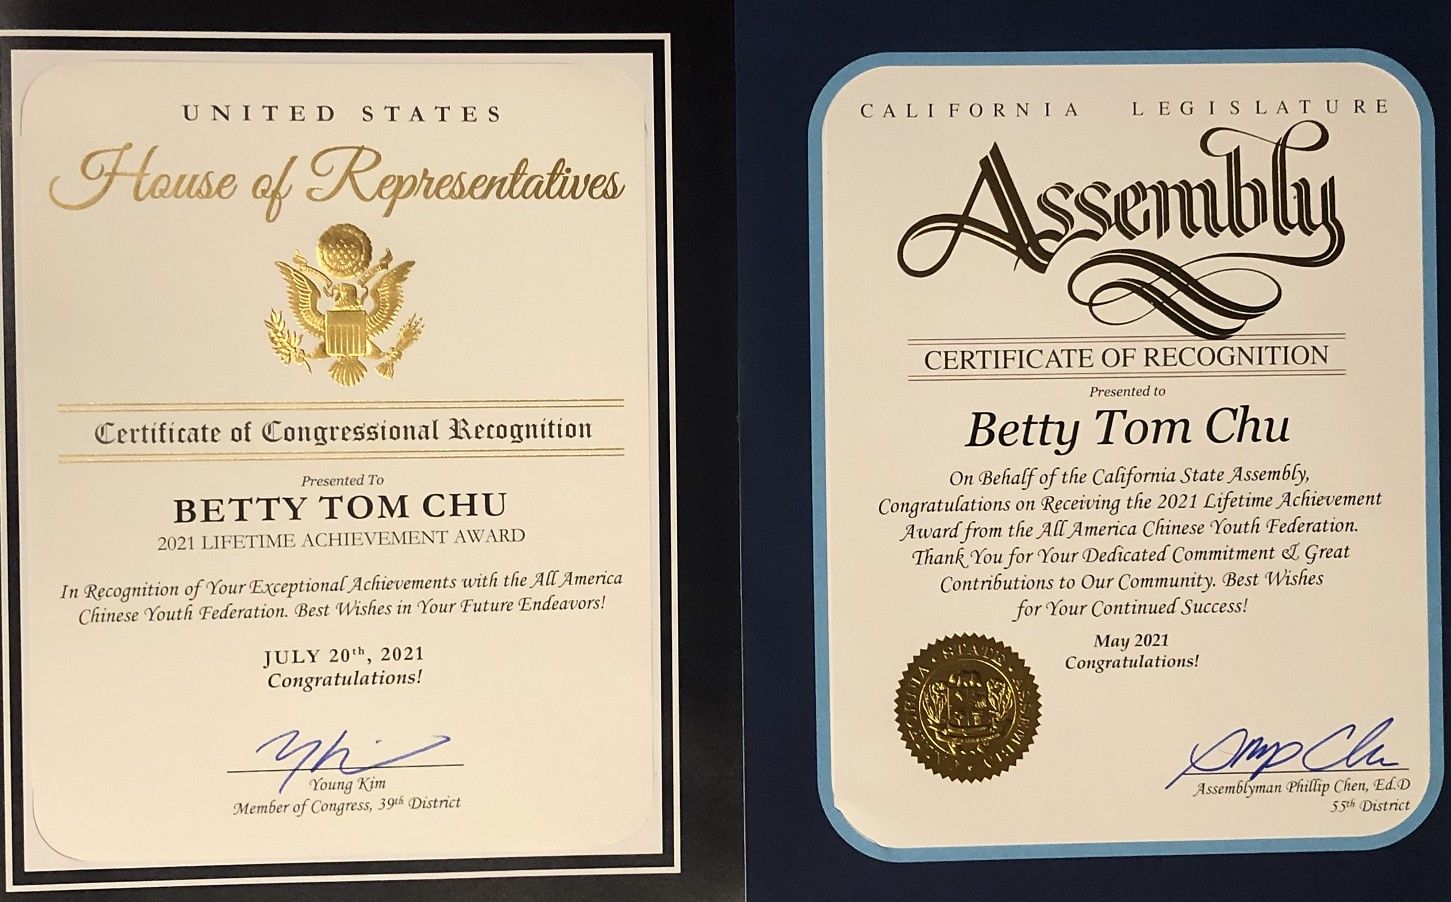 UNITED STATES
House of Representatives
Certificate of Congressional Recognition
Presented To
BETTY TOM CHU
2021 LIFETIME ACHIEVEMENT AWARD
In Recognition of Your Exceptional Achievements with the All America
Chinese Youth Federation. Best Wishes in Your Future Endeavors!
JULY 20th, 2021
Congratulations!
Young Kim
Member of Congress, 39th District
CALIFORNIA LEGISLATURE
Assembly
CERTIFICATE OF RECOGNITION
Presented to
Betty Tom Chu
On Behalf of the California State Assembly,
Congratulations on Receiving the 2021 Lifetime Achievement
Award from the All America Chinese Youth Federation.
Thank You for Your Dedicated Commitment & Great
Contributions to Our Community. Best Wishes
for Your Continued Success!
May 2021
Congratulations!
Assemblyman Phillip Chen, Ed.D
55th District